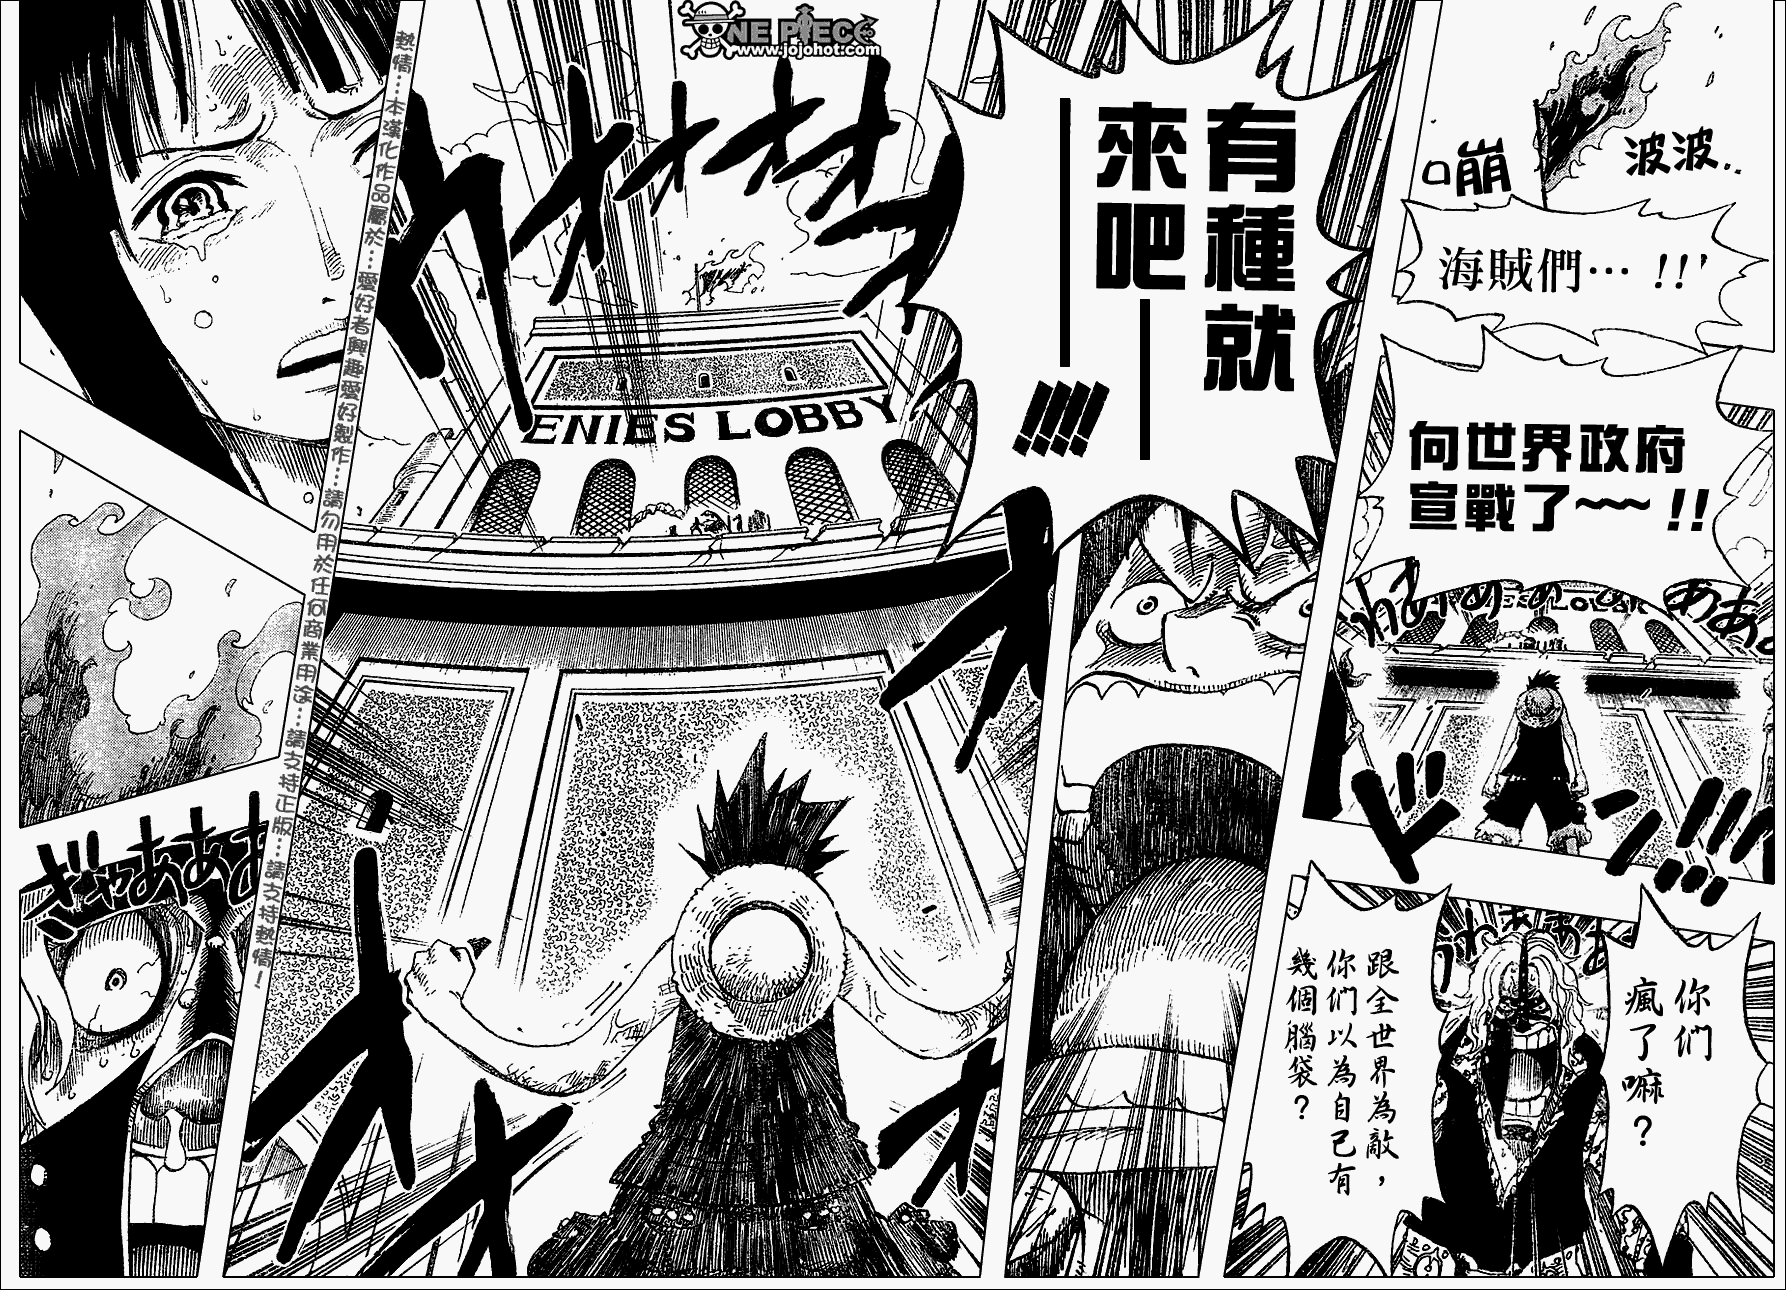 ONE PIECE
www.jojohot.com
崩
波波..
海賊們…!!
向世界政府
宣戰了~~~!!
ENIES LOBBY
ドン!!!
你們
瘋了嘛?
跟全世界為敵，
你們以為自己有
幾個腦袋?
有種就
來吧——
!!!!
ENIES LOBBY
熱情…本漢化作品屬於…愛好者興趣愛好製作…請勿用於任何商業用途…請支持正版…請支持熱情!
ぎゃあああ